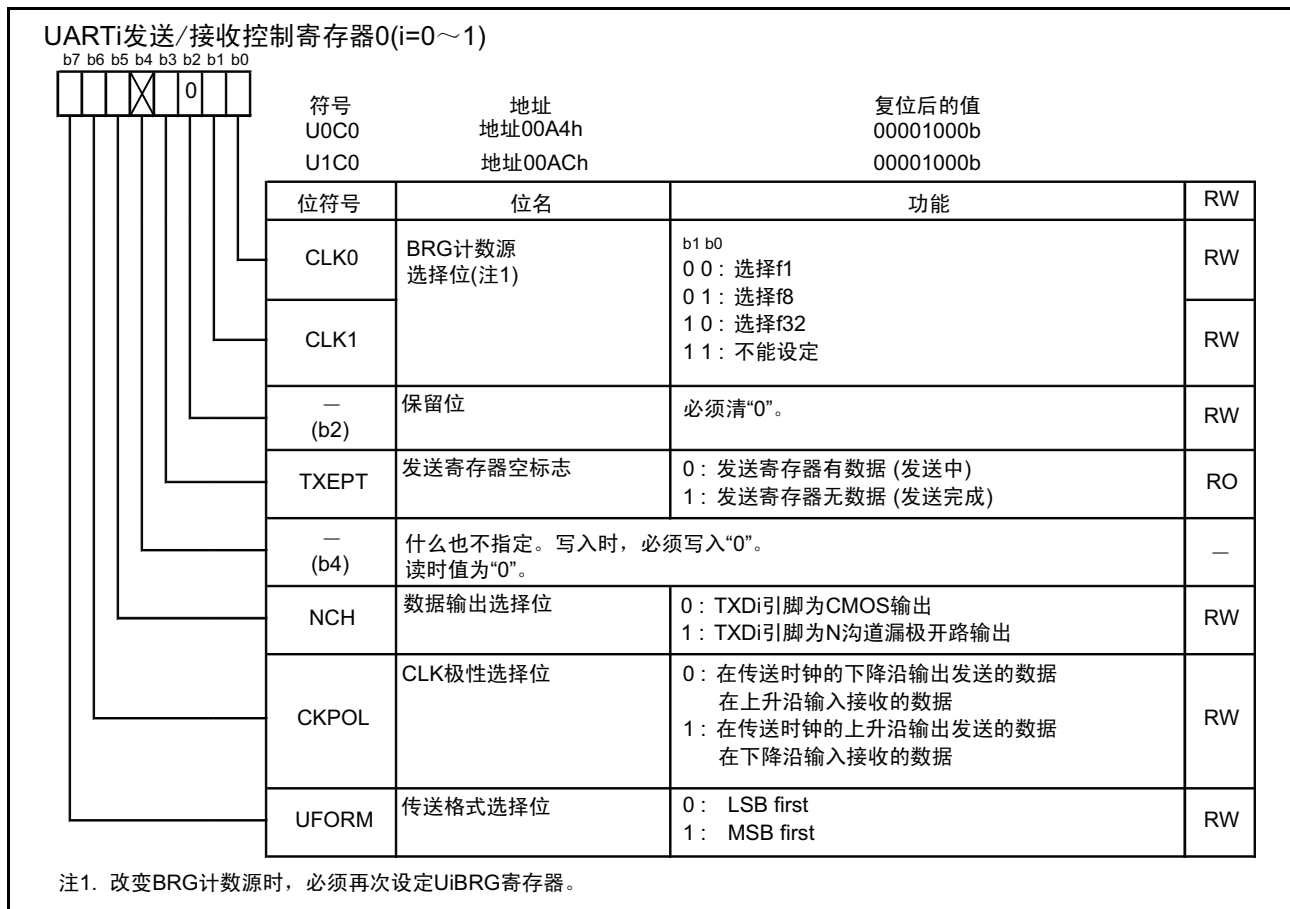 UARTi发送/接收控制寄存器0(i=0～1)
b7 b6 b5 b4 b3 b2 b1 b0
0
符号 地址 复位后的值
U0C0 地址00A4h 00001000b
U1C0 地址00ACh 00001000b
位符号 位名 功能 RW
CLK0 BRG计数源 选择位(注1) RW
b1 b0
0 0 : 选择f1
0 1 : 选择f8
1 0 : 选择f32
1 1 : 不能设定
CLK1 RW
— (b2) 保留位 必须清“0”。 RW
TXEPT 发送寄存器空标志 RO
0 : 发送寄存器有数据 (发送中)
1 : 发送寄存器无数据 (发送完成)
— (b4) —
什么也不指定。写入时，必须写入“0”。
读时值为“0”。
NCH 数据输出选择位 RW
0 : TXDi引脚为CMOS输出
1 : TXDi引脚为N沟道漏极开路输出
CKPOL CLK极性选择位 RW
0 : 在传送时钟的下降沿输出发送的数据
在上升沿输入接收的数据
1 : 在传送时钟的上升沿输出发送的数据
在下降沿输入接收的数据
UFORM 传送格式选择位 RW
0 : LSB first
1 : MSB first
注1. 改变BRG计数源时，必须再次设定UiBRG寄存器。